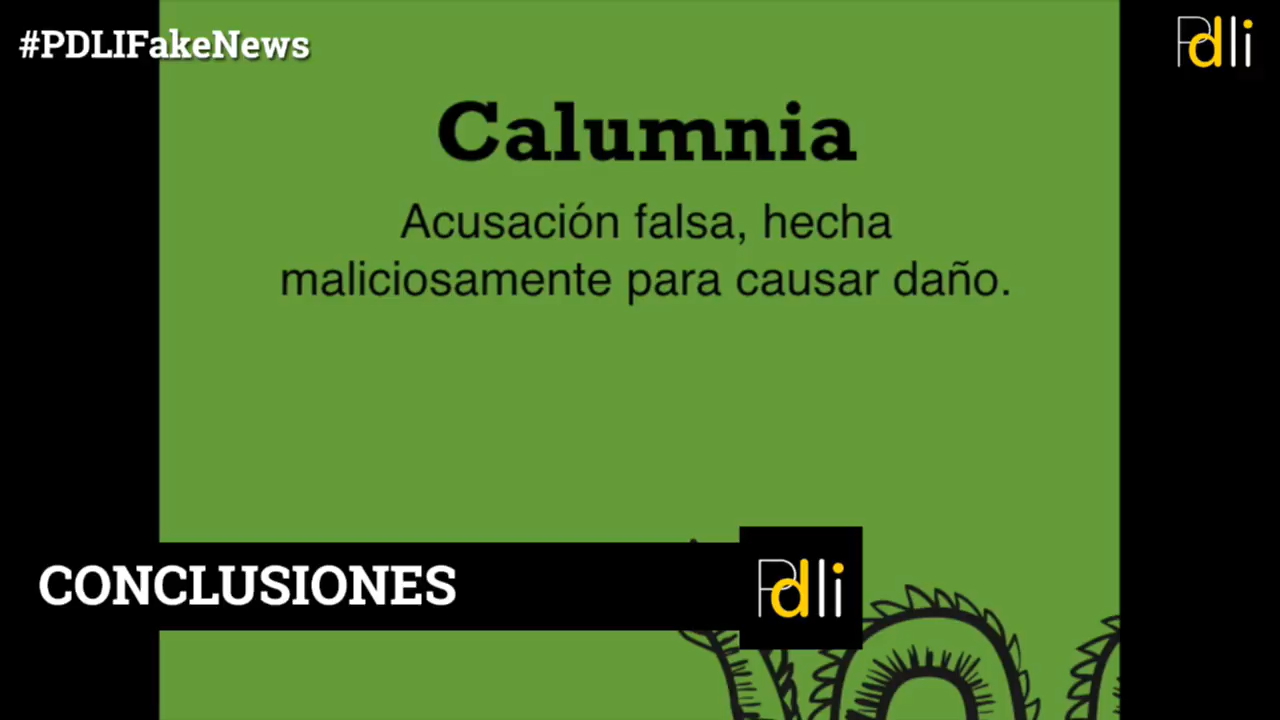 #PDLIFakeNews
Pdli
Calumnia
Acusación falsa, hecha
maliciosamente para causar daño.
CONCLUSIONES
Pdli